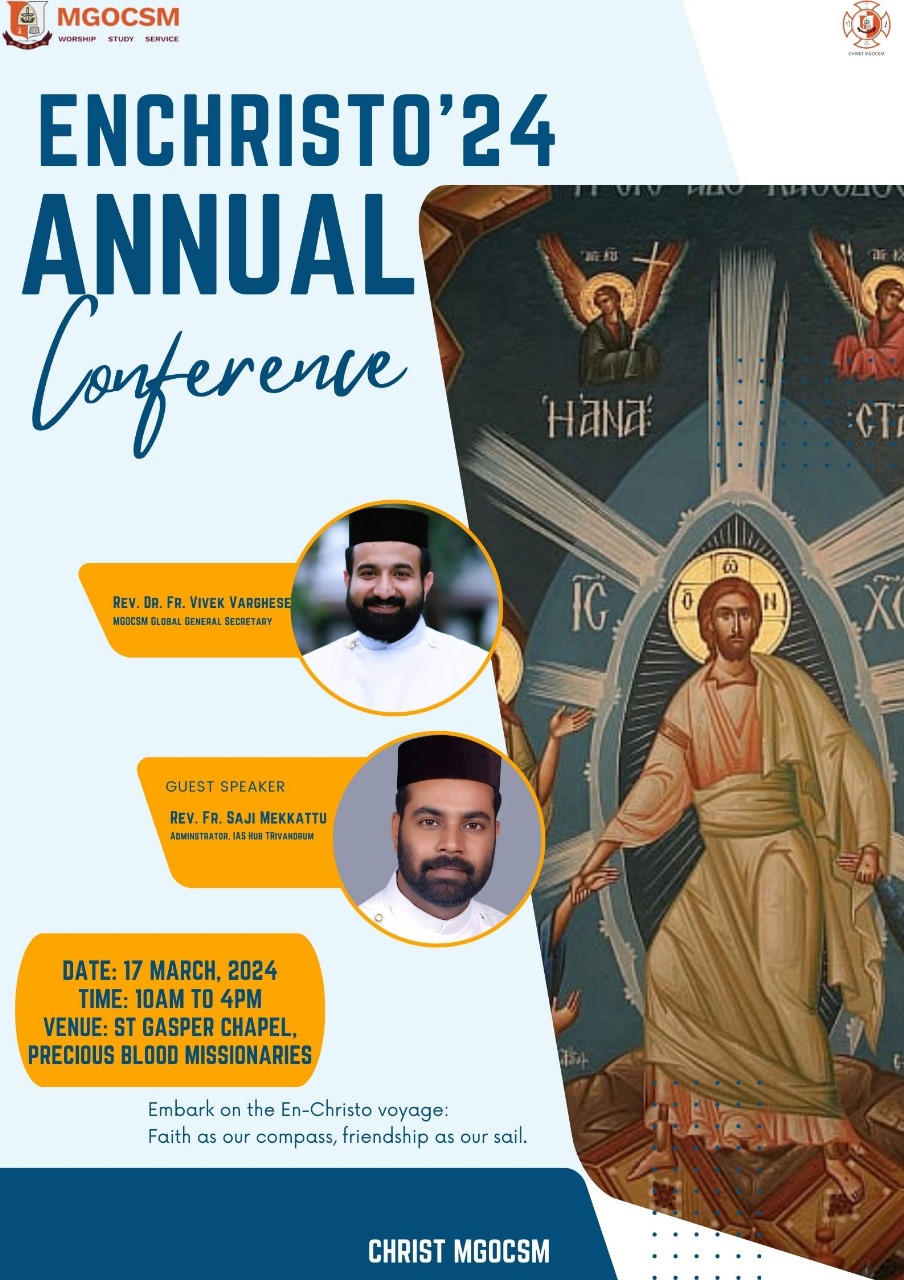 MGOCSM
WORSHIP STUDY SERVICE
CHRIST MGOCSM
ENCHRISTO’24
ANNUAL
Conference
Ἡ ἈΝΑ
СΤΑ
ΙC
ΧC
ὁ ὤ Ν
REV. DR. FR. VIVEK VARGHESE
MGOCSM GLOBAL GENERAL SECRETARY
GUEST SPEAKER
REV. FR. SAJI MEKKATTU
ADMINSTRATOR, IAS HUB TRIVANDRUM
DATE: 17 MARCH, 2024
TIME: 10AM TO 4PM
VENUE: ST GASPER CHAPEL,
PRECIOUS BLOOD MISSIONARIES
Embark on the En-Christo voyage:
Faith as our compass, friendship as our sail.
CHRIST MGOCSM